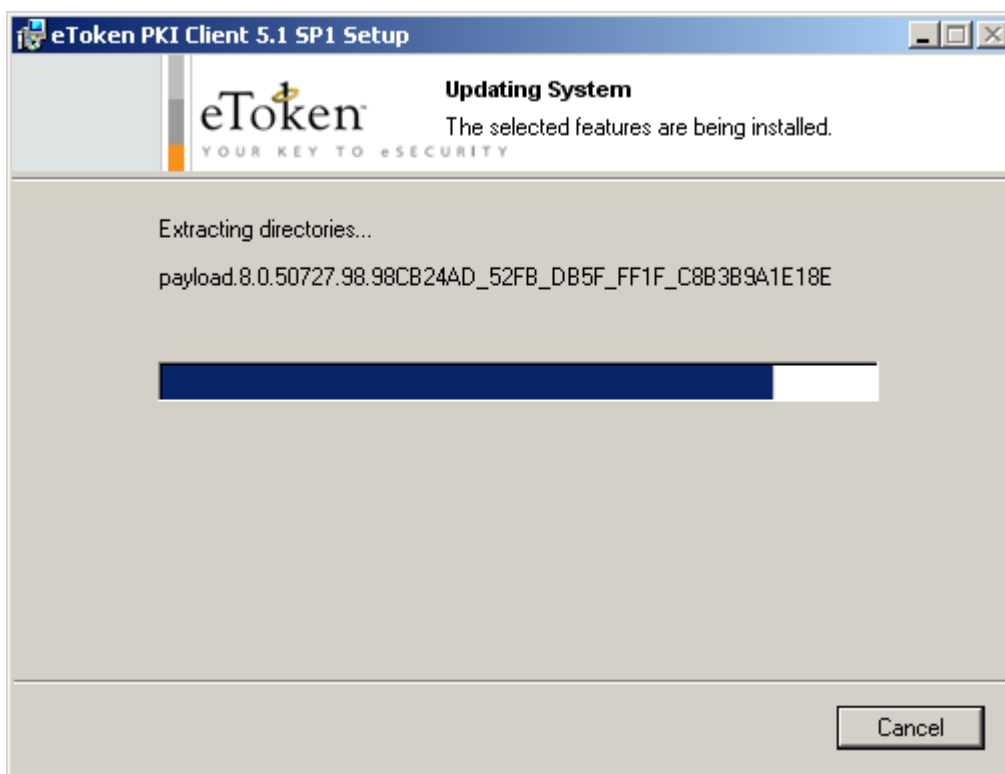 eToken PKI Client 5.1 SP1 Setup
eToken
YOUR KEY TO eSECURITY
Updating System
The selected features are being installed.
Extracting directories...
payload.8.0.50727.98.98CB24AD_52FB_DB5F_FF1F_C8B3B9A1E18E
Cancel